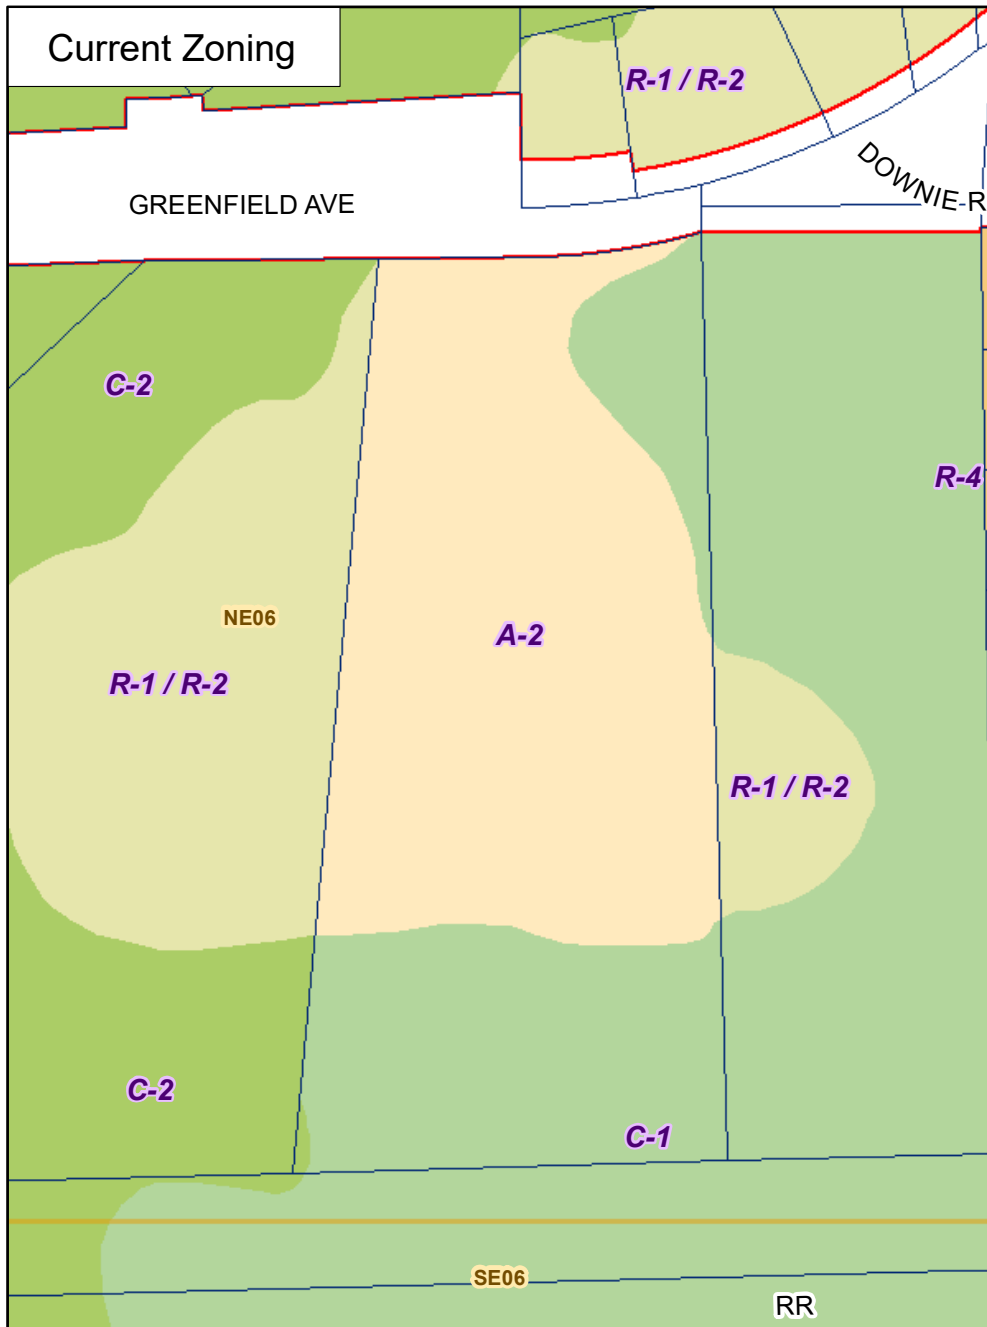 Current Zoning
R-1 / R-2
DOWNIE R
GREENFIELD AVE
C-2
R-4
NE06
A-2
R-1 / R-2
R-1 / R-2
C-2
C-1
SE06
RR